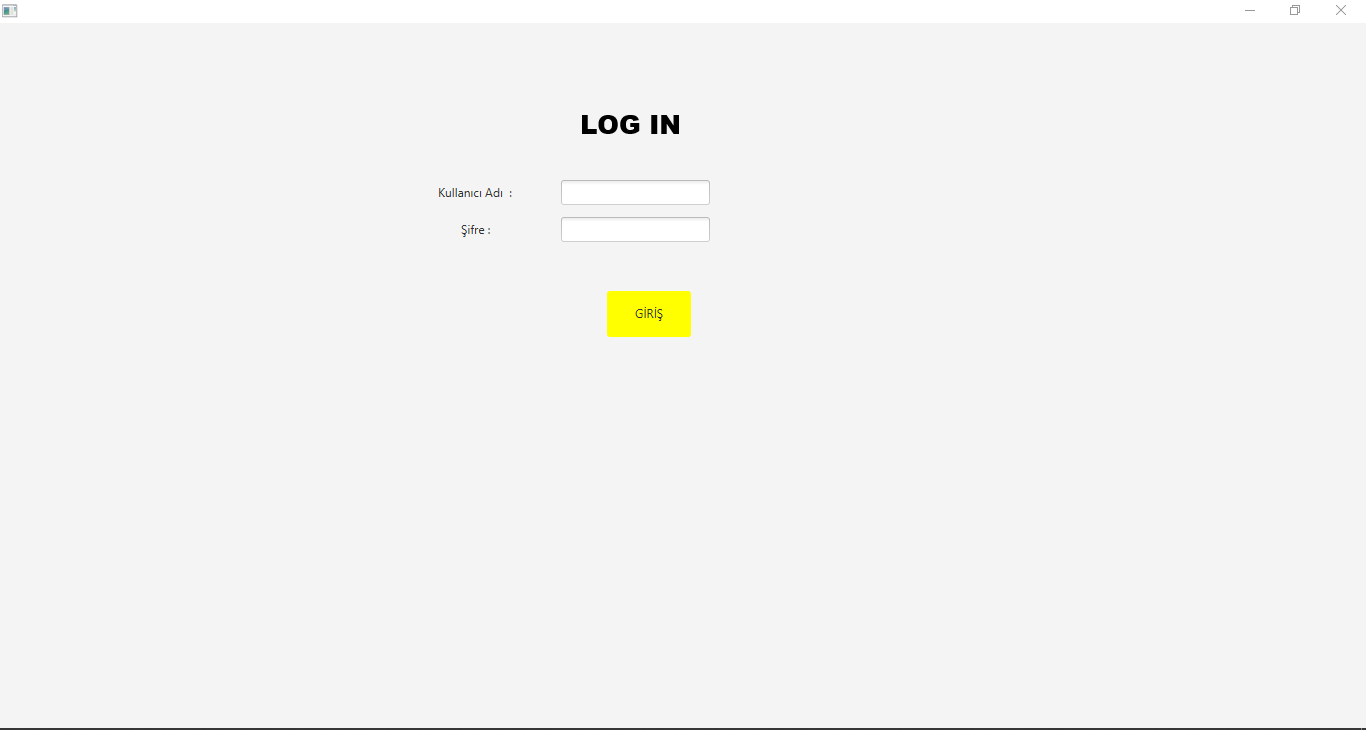 LOG IN
Kullanıcı Adı :
Şifre :
GİRİŞ